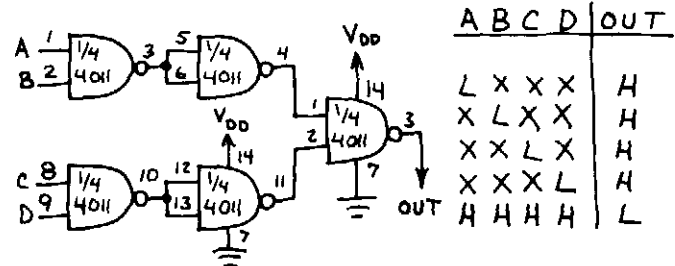 A 1
B 2
1/4
4011
3
5
6
1/4
4011
4
VDD
14
1
2
1/4
4011
3
7
OUT
C 8
D 9
1/4
4011
10
12
13
VDD
14
1/4
4011
11
7
A B C D OUT
L X X X H
X L X X H
X X L X H
X X X L H
H H H H L